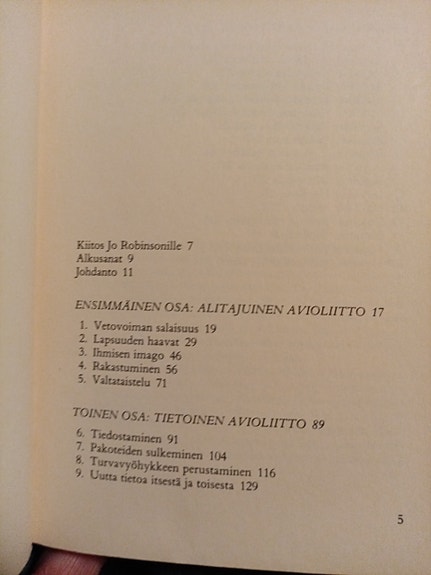 Kiitos Jo Robinsonille 7
Alkusanat 9
Johdanto 11
ENSIMMÄINEN OSA: ALITAJUINEN AVIOLIITTO 17
1. Vetovoiman salaisuus 19
2. Lapsuuden haavat 29
3. Ihmisen imago 46
4. Rakastuminen 56
5. Valtataistelu 71
TOINEN OSA: TIETOINEN AVIOLIITTO 89
6. Tiedostaminen 91
7. Pakoteiden sulkeminen 104
8. Turvavyöhykkeen perustaminen 116
9. Uutta tietoa itsestä ja toisesta 129
5